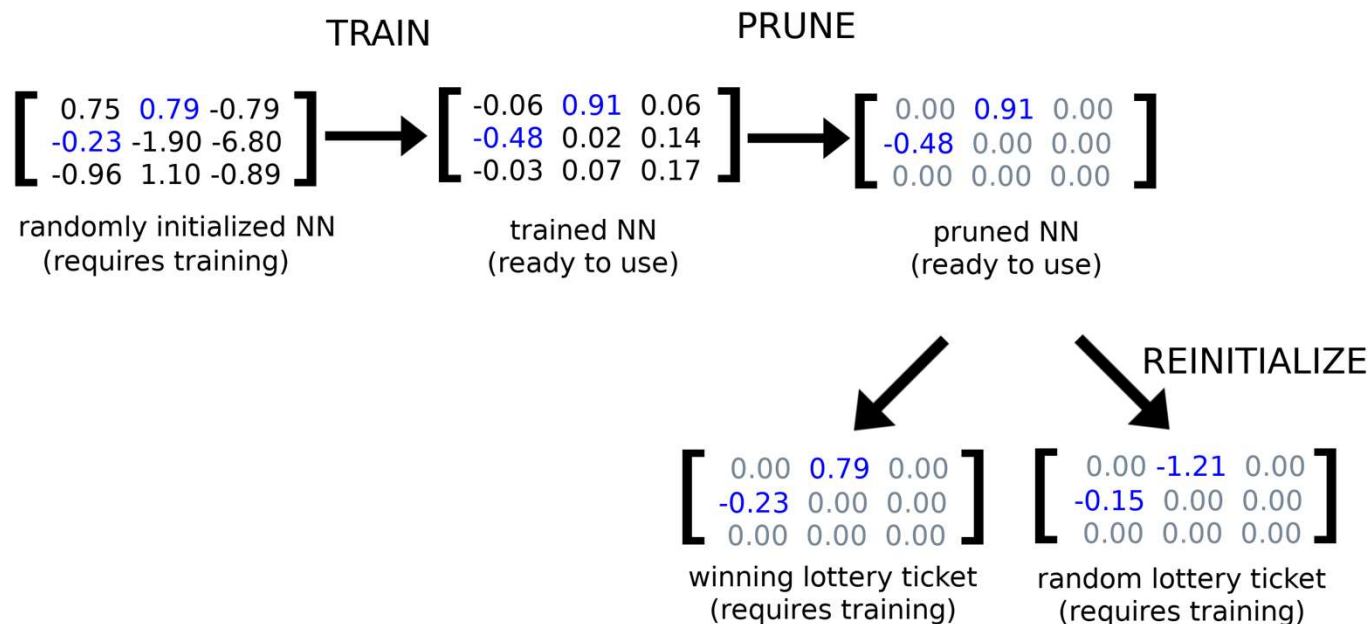 TRAIN
PRUNE
0.75 0.79 -0.79
-0.23 -1.90 -6.80
-0.96 1.10 -0.89
randomly initialized NN
(requires training)
-0.06 0.91 0.06
-0.48 0.02 0.14
-0.03 0.07 0.17
trained NN
(ready to use)
0.00 0.91 0.00
-0.48 0.00 0.00
0.00 0.00 0.00
pruned NN
(ready to use)
REINITIALIZE
0.00 0.79 0.00
-0.23 0.00 0.00
0.00 0.00 0.00
winning lottery ticket
(requires training)
0.00 -1.21 0.00
-0.15 0.00 0.00
0.00 0.00 0.00
random lottery ticket
(requires training)